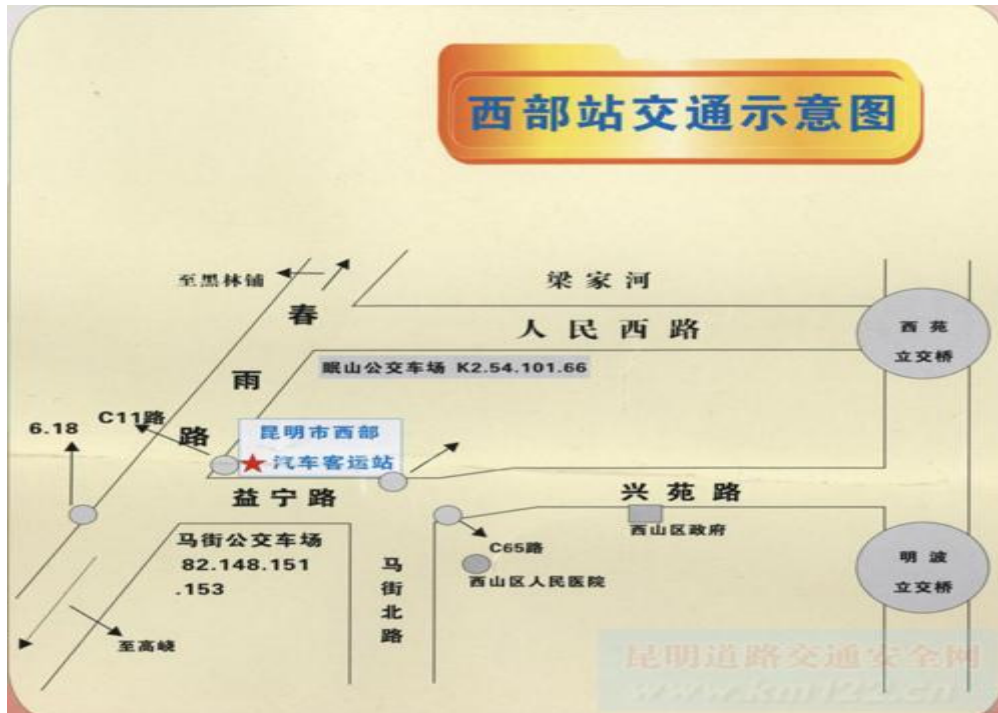 西部站交通示意图
至黑林铺
梁家河
春雨路
人民西路
西苑
立交桥
眠山公交车场 K2.54.101.66
C11路
6.18
昆明市西部
汽车客运站
益宁路
兴苑路
西山区政府
马街公交车场
82.148.151
.153
C65路
西山区人民医院
马街北路
明波
立交桥
至高峣
昆明道路交通安全网
www.km122.cn